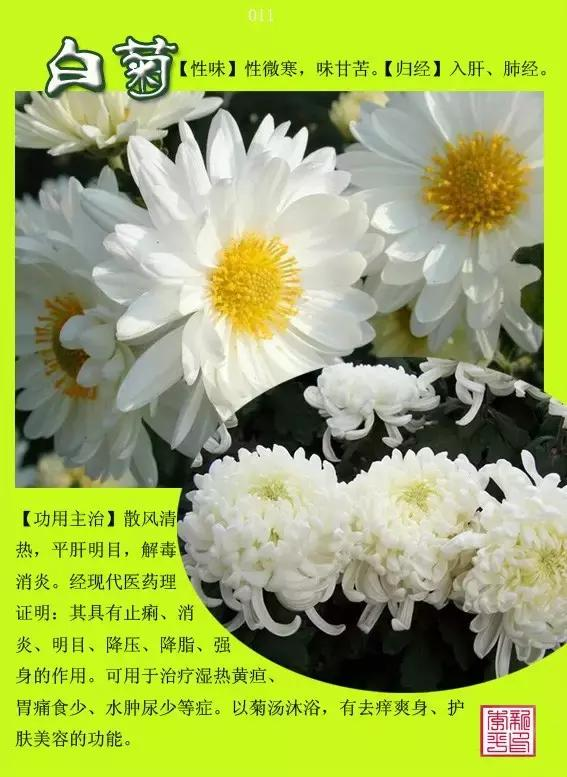 011
白菊【性味】性微寒，味甘苦。【归经】入肝、肺经。
【功用主治】散风清
热，平肝明目，解毒
消炎。经现代医药理
证明：其具有止痢、消
炎、明目、降压、降脂、强
身的作用。可用于治疗湿热黄疸、
胃痛食少、水肿尿少等症。以菊汤沐浴，有去痒爽身、护
肤美容的功能。